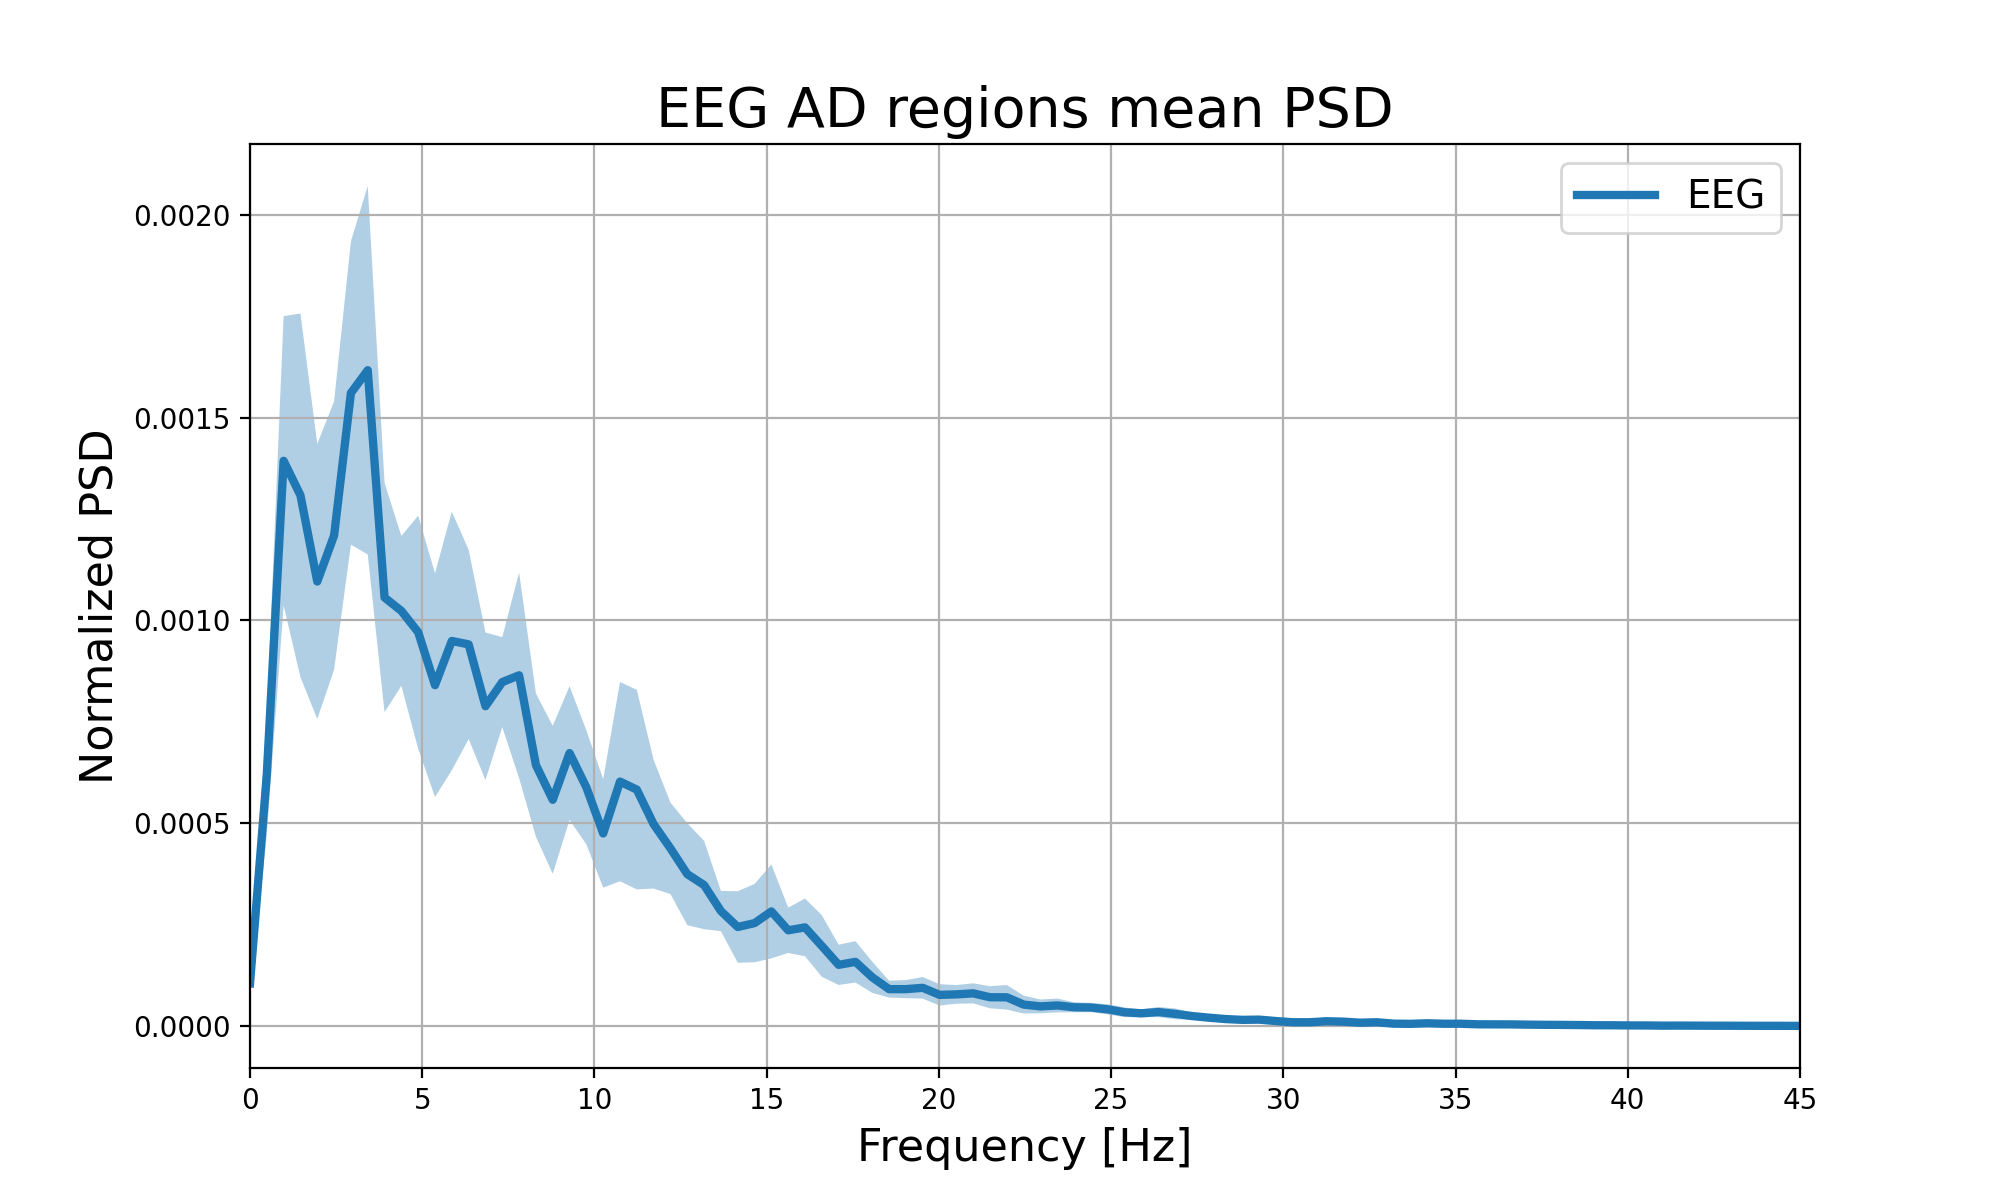 EEG AD regions mean PSD
EEG
Normalized PSD
0.0020
0.0015
0.0010
0.0005
0.0000
0 5 10 15 20 25 30 35 40 45
Frequency [Hz]